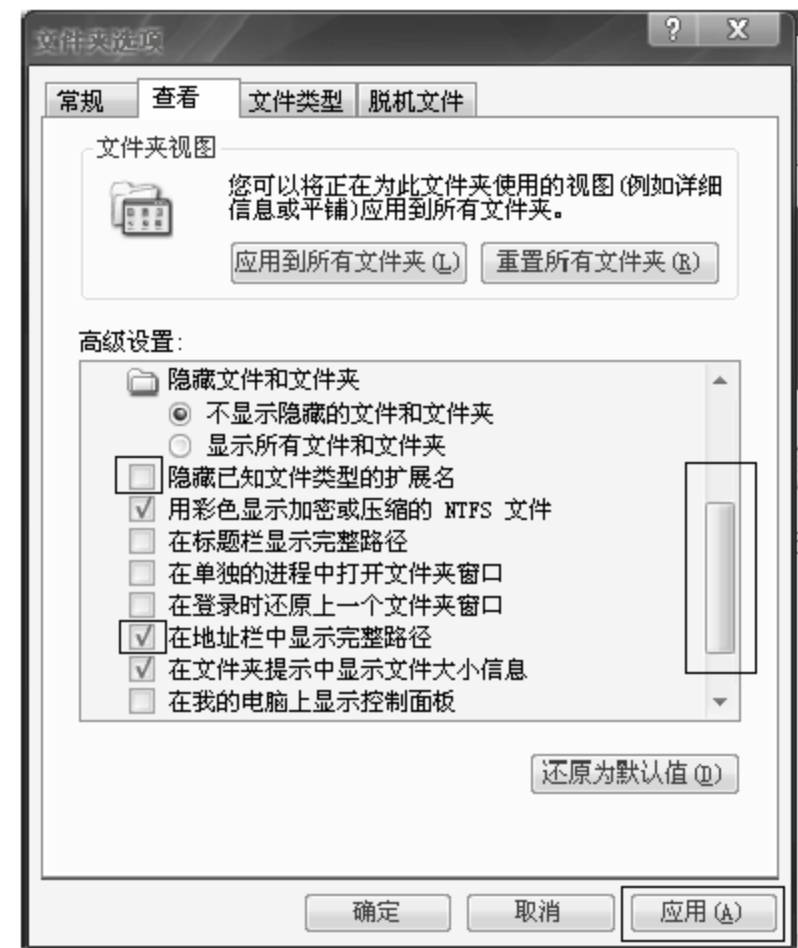 文件夹选项
? X
常规 查看 文件类型 脱机文件
文件夹视图
您可以将正在为此文件夹使用的视图(例如详细
信息或平铺)应用到所有文件夹。
应用到所有文件夹(L) 重置所有文件夹(R)
高级设置:
隐藏文件和文件夹
不显示隐藏的文件和文件夹
显示所有文件和文件夹
隐藏已知文件类型的扩展名
用彩色显示加密或压缩的 NTFS 文件
在标题栏显示完整路径
在单独的进程中打开文件夹窗口
在登录时还原上一个文件夹窗口
在地址栏中显示完整路径
在文件夹提示中显示文件大小信息
在我的电脑上显示控制面板
还原为默认值(D)
确定 取消 应用(A)